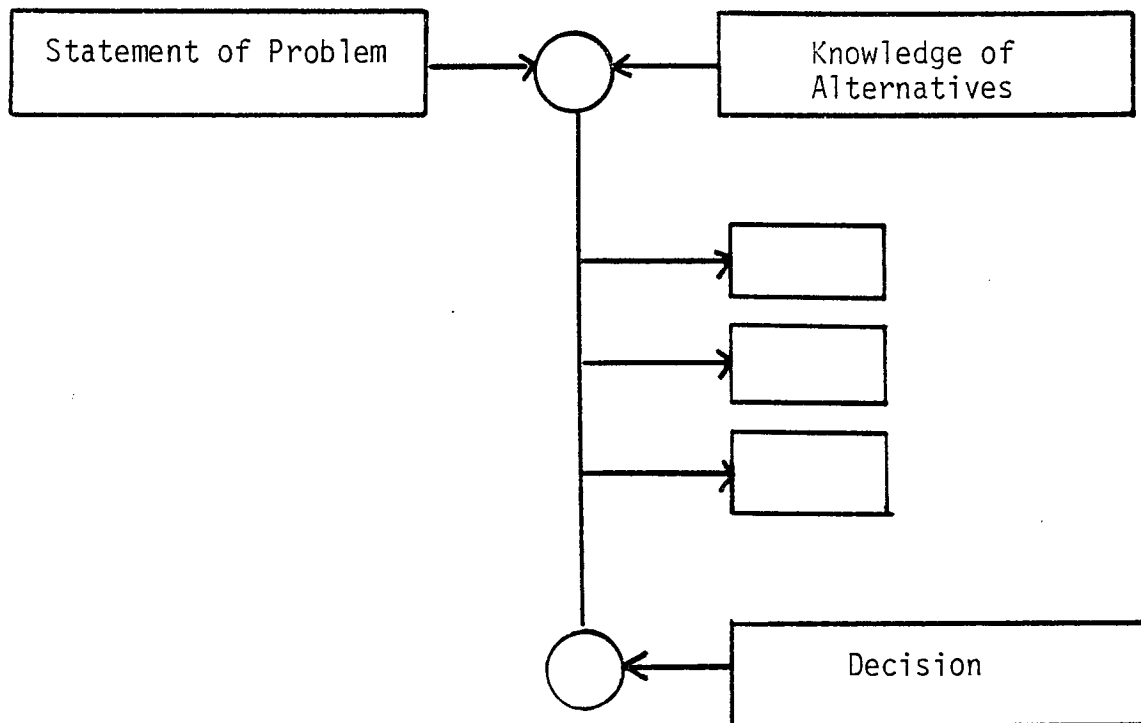 Statement of Problem
Knowledge of
Alternatives
Decision